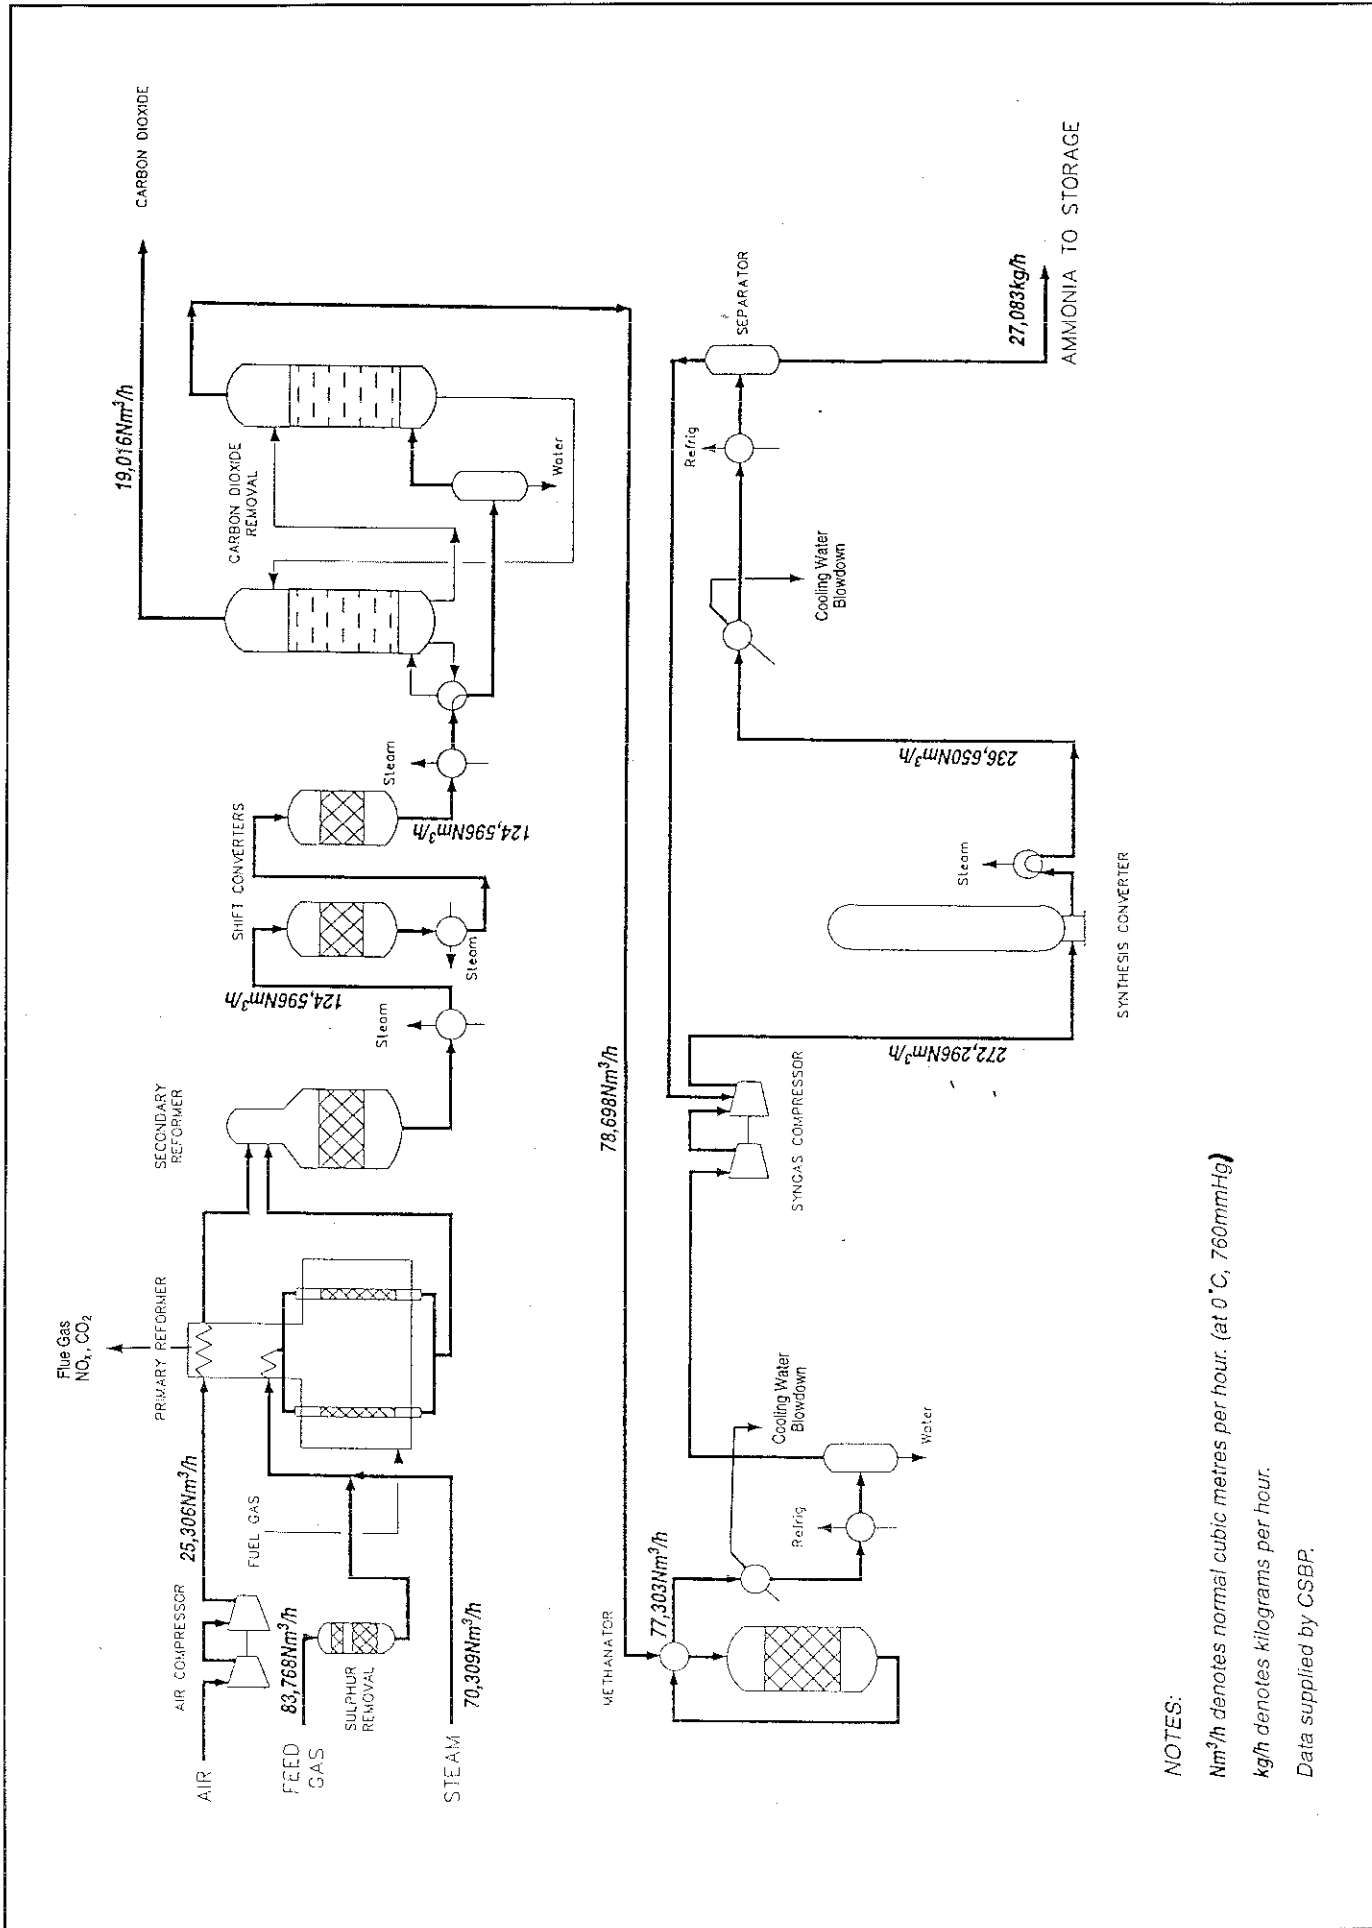 Flue Gas
NOx, CO2
PRIMARY REFORMER
SECONDARY
REFORMER
SHIFT CONVERTERS
CARBON DIOXIDE
REMOVAL
CARBON DIOXIDE
19,016Nm³/h
AIR COMPRESSOR
25,306Nm³/h
AIR
FEED
GAS
83,768Nm³/h
SULPHUR
REMOVAL
FUEL GAS
STEAM
70,309Nm³/h
Steam
124,596Nm³/h
Steam
124,596Nm³/h
Steam
Water
78,698Nm³/h
METHANATOR
77,303Nm³/h
Cooling Water
Blowdown
Refrig
Water
SYNGAS COMPRESSOR
272,296Nm³/h
SYNTHESIS CONVERTER
Steam
236,650Nm³/h
Cooling Water
Blowdown
Refrig
SEPARATOR
27,083kg/h
AMMONIA TO STORAGE
NOTES:
Nm³/h denotes normal cubic metres per hour. (at 0°C, 760mmHg)
kg/h denotes kilograms per hour.
Data supplied by CSBP.